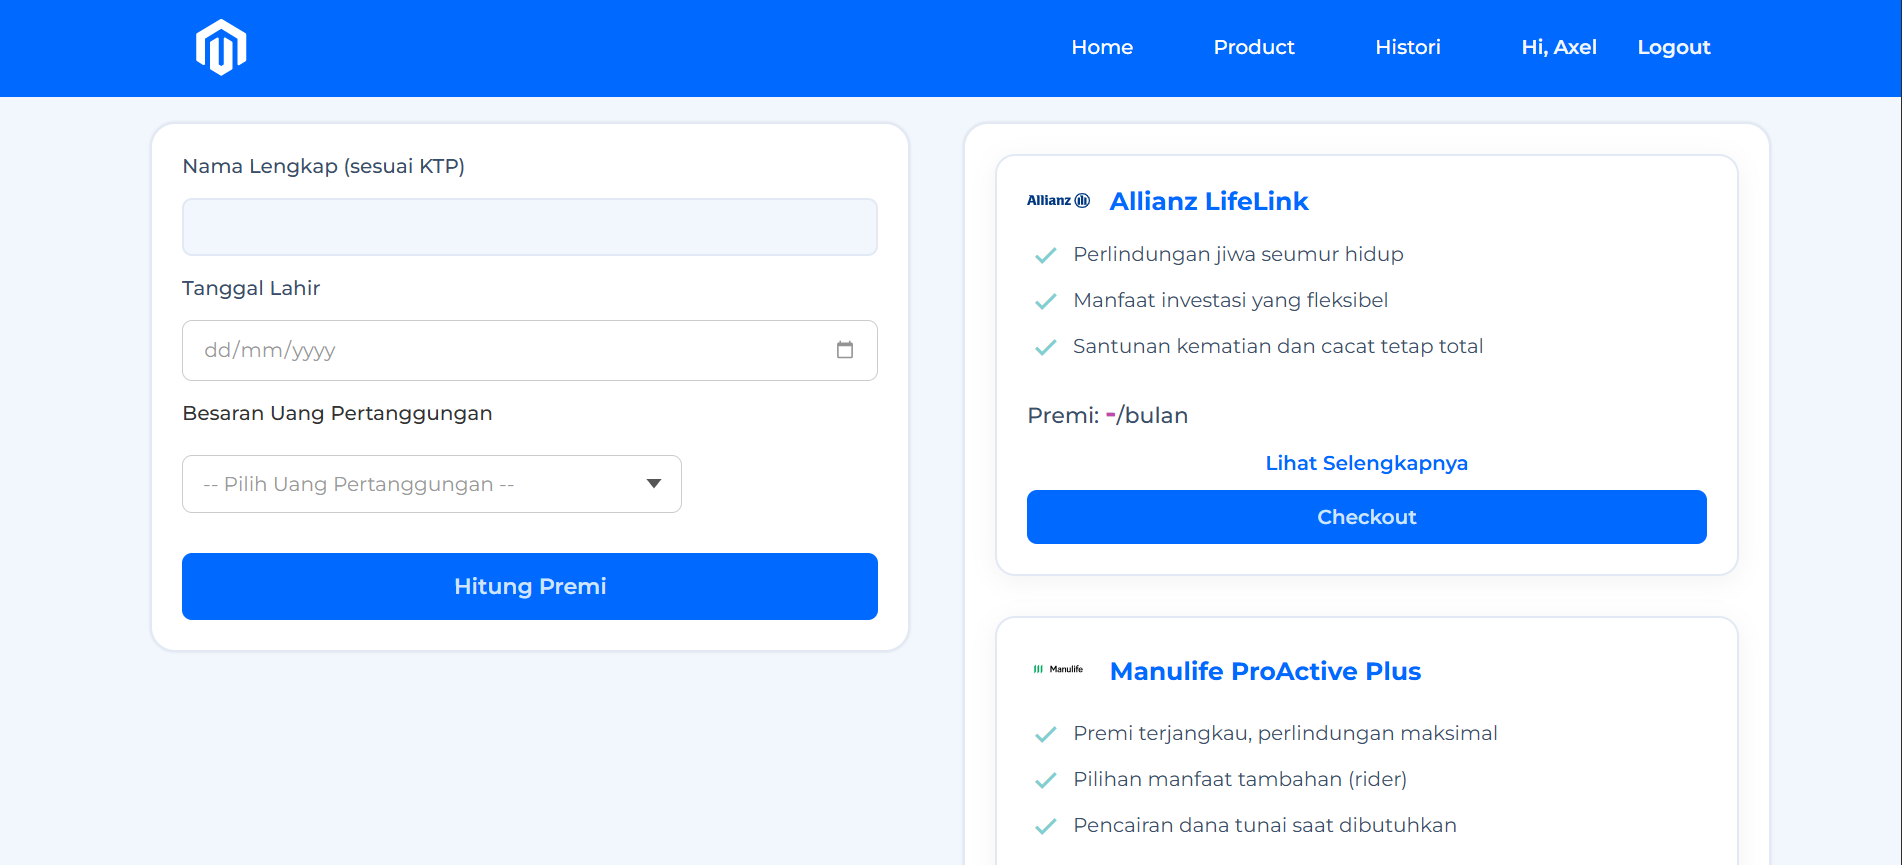 Home Product Histori Hi, Axel Logout
Nama Lengkap (sesuai KTP)
Tanggal Lahir
dd/mm/yyyy
Besaran Uang Pertanggungan
-- Pilih Uang Pertanggungan --
Hitung Premi
Allianz Allianz LifeLink
Perlindungan jiwa seumur hidup
Manfaat investasi yang fleksibel
Santunan kematian dan cacat tetap total
Premi: -/bulan
Lihat Selengkapnya
Checkout
Manulife Manulife ProActive Plus
Premi terjangkau, perlindungan maksimal
Pilihan manfaat tambahan (rider)
Pencairan dana tunai saat dibutuhkan